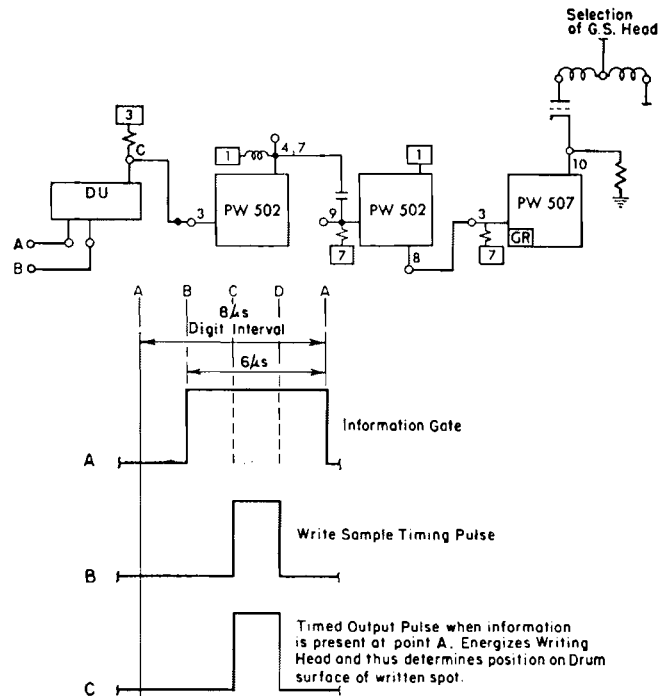 Selection
of G.S. Head
3
C
1
4,7
1
10
DU
3
PW 502
9
PW 502
3
PW 507
GR
A
B
7
8
7
A B C D A
8μs
Digit Interval
6μs
Information Gate
A
Write Sample Timing Pulse
B
Timed Output Pulse when information
is present at point A. Energizes Writing
Head and thus determines position on Drum
surface of written spot.
C